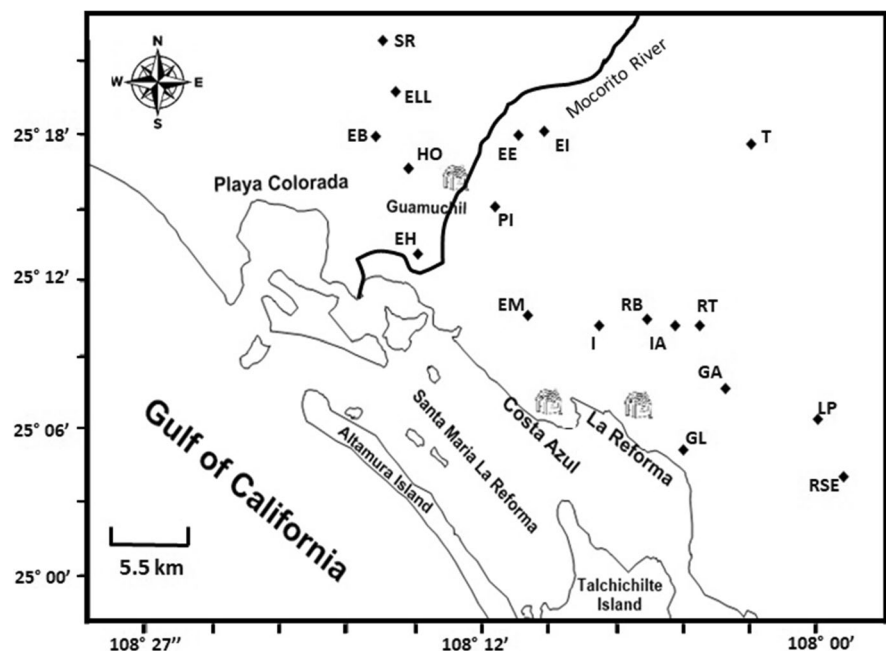 N
W E
S
SR
ELL
Mocorito River
25° 18'
EB
EE
EI
T
HO
Playa Colorada
Guamuchil
PI
EH
25° 12'
EM
RB
RT
I
IA
GA
Gulf of California
Santa Maria La Reforma
Altamura Island
Costa Azul
La Reforma
LP
25° 06'
GL
RSE
5.5 km
25° 00'
Talchichilte
Island
108° 27''
108° 12'
108° 00'